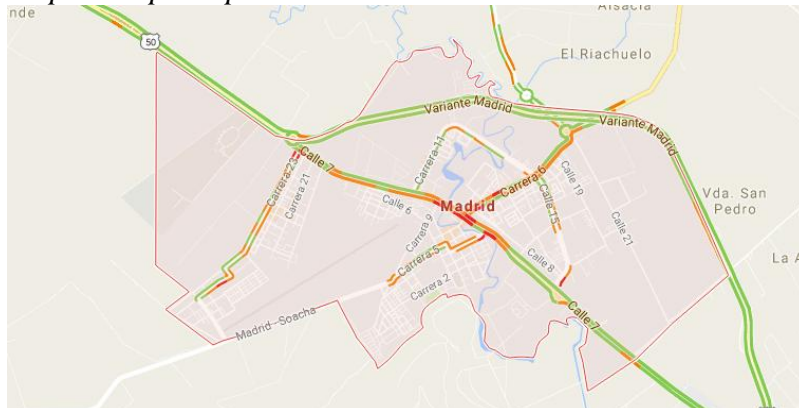 nde
50
Alsacia
El Riachuelo
Variante Madrid
Variante Madrid
Calle 7
Carrera 11
Carrera 23
Carrera 21
Carrera 6
Calle 19
Madrid
Vda. San
Pedro
Calle 6
Calle 15
Carrera 9
Calle 21
Carrera 5
Calle 8
La A
Carrera 2
Calle 7
Madrid - Soacha